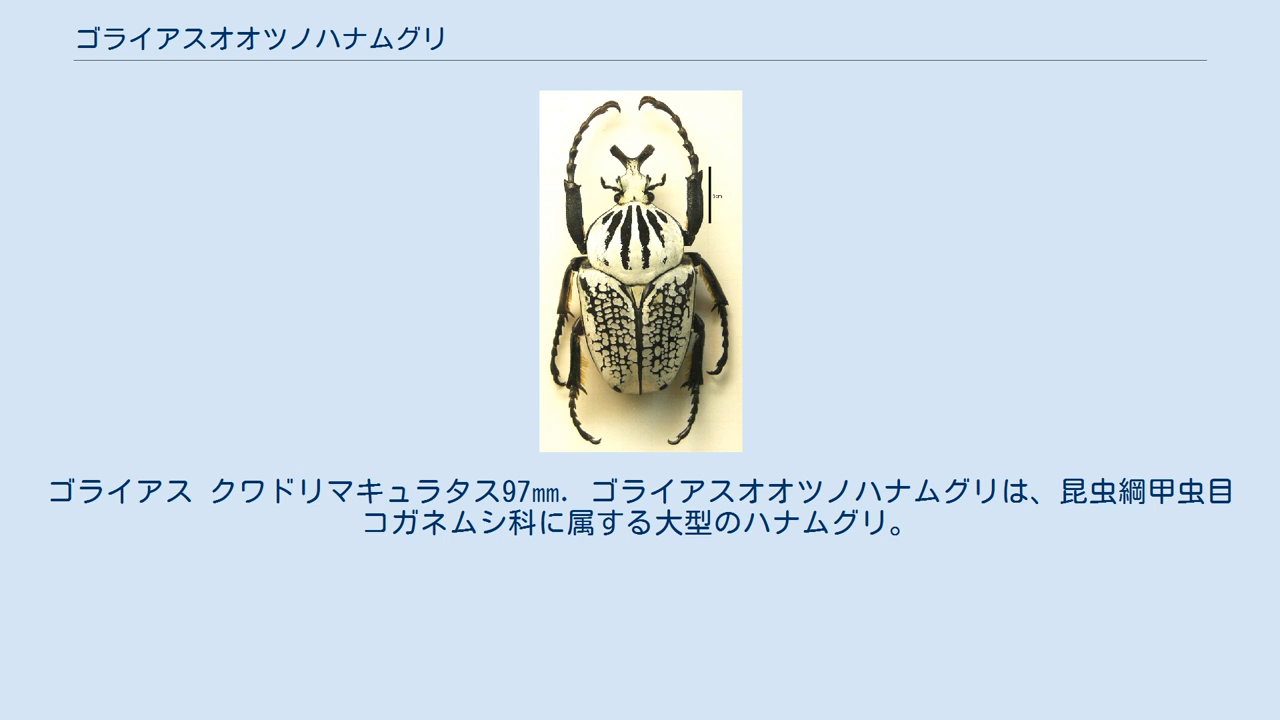 ゴライアスオオツノハナムグリ
ゴライアス クワドリマキュラタス97㎜. ゴライアスオオツノハナムグリは、昆虫綱甲虫目
コガネムシ科に属する大型のハナムグリ。